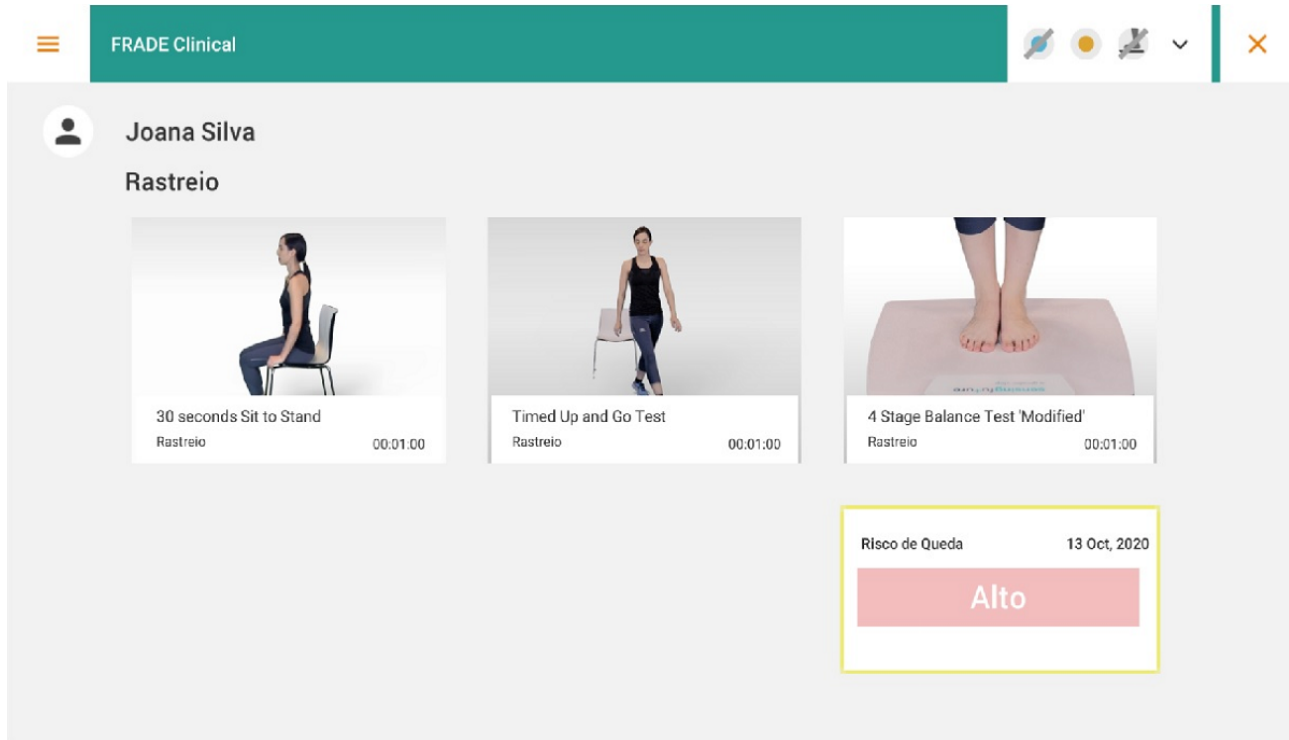 FRADE Clinical
Joana Silva
Rastreio
30 seconds Sit to Stand
Rastreio 00:01:00
Timed Up and Go Test
Rastreio 00:01:00
4 Stage Balance Test 'Modified'
Rastreio 00:01:00
Risco de Queda 13 Oct, 2020
Alto